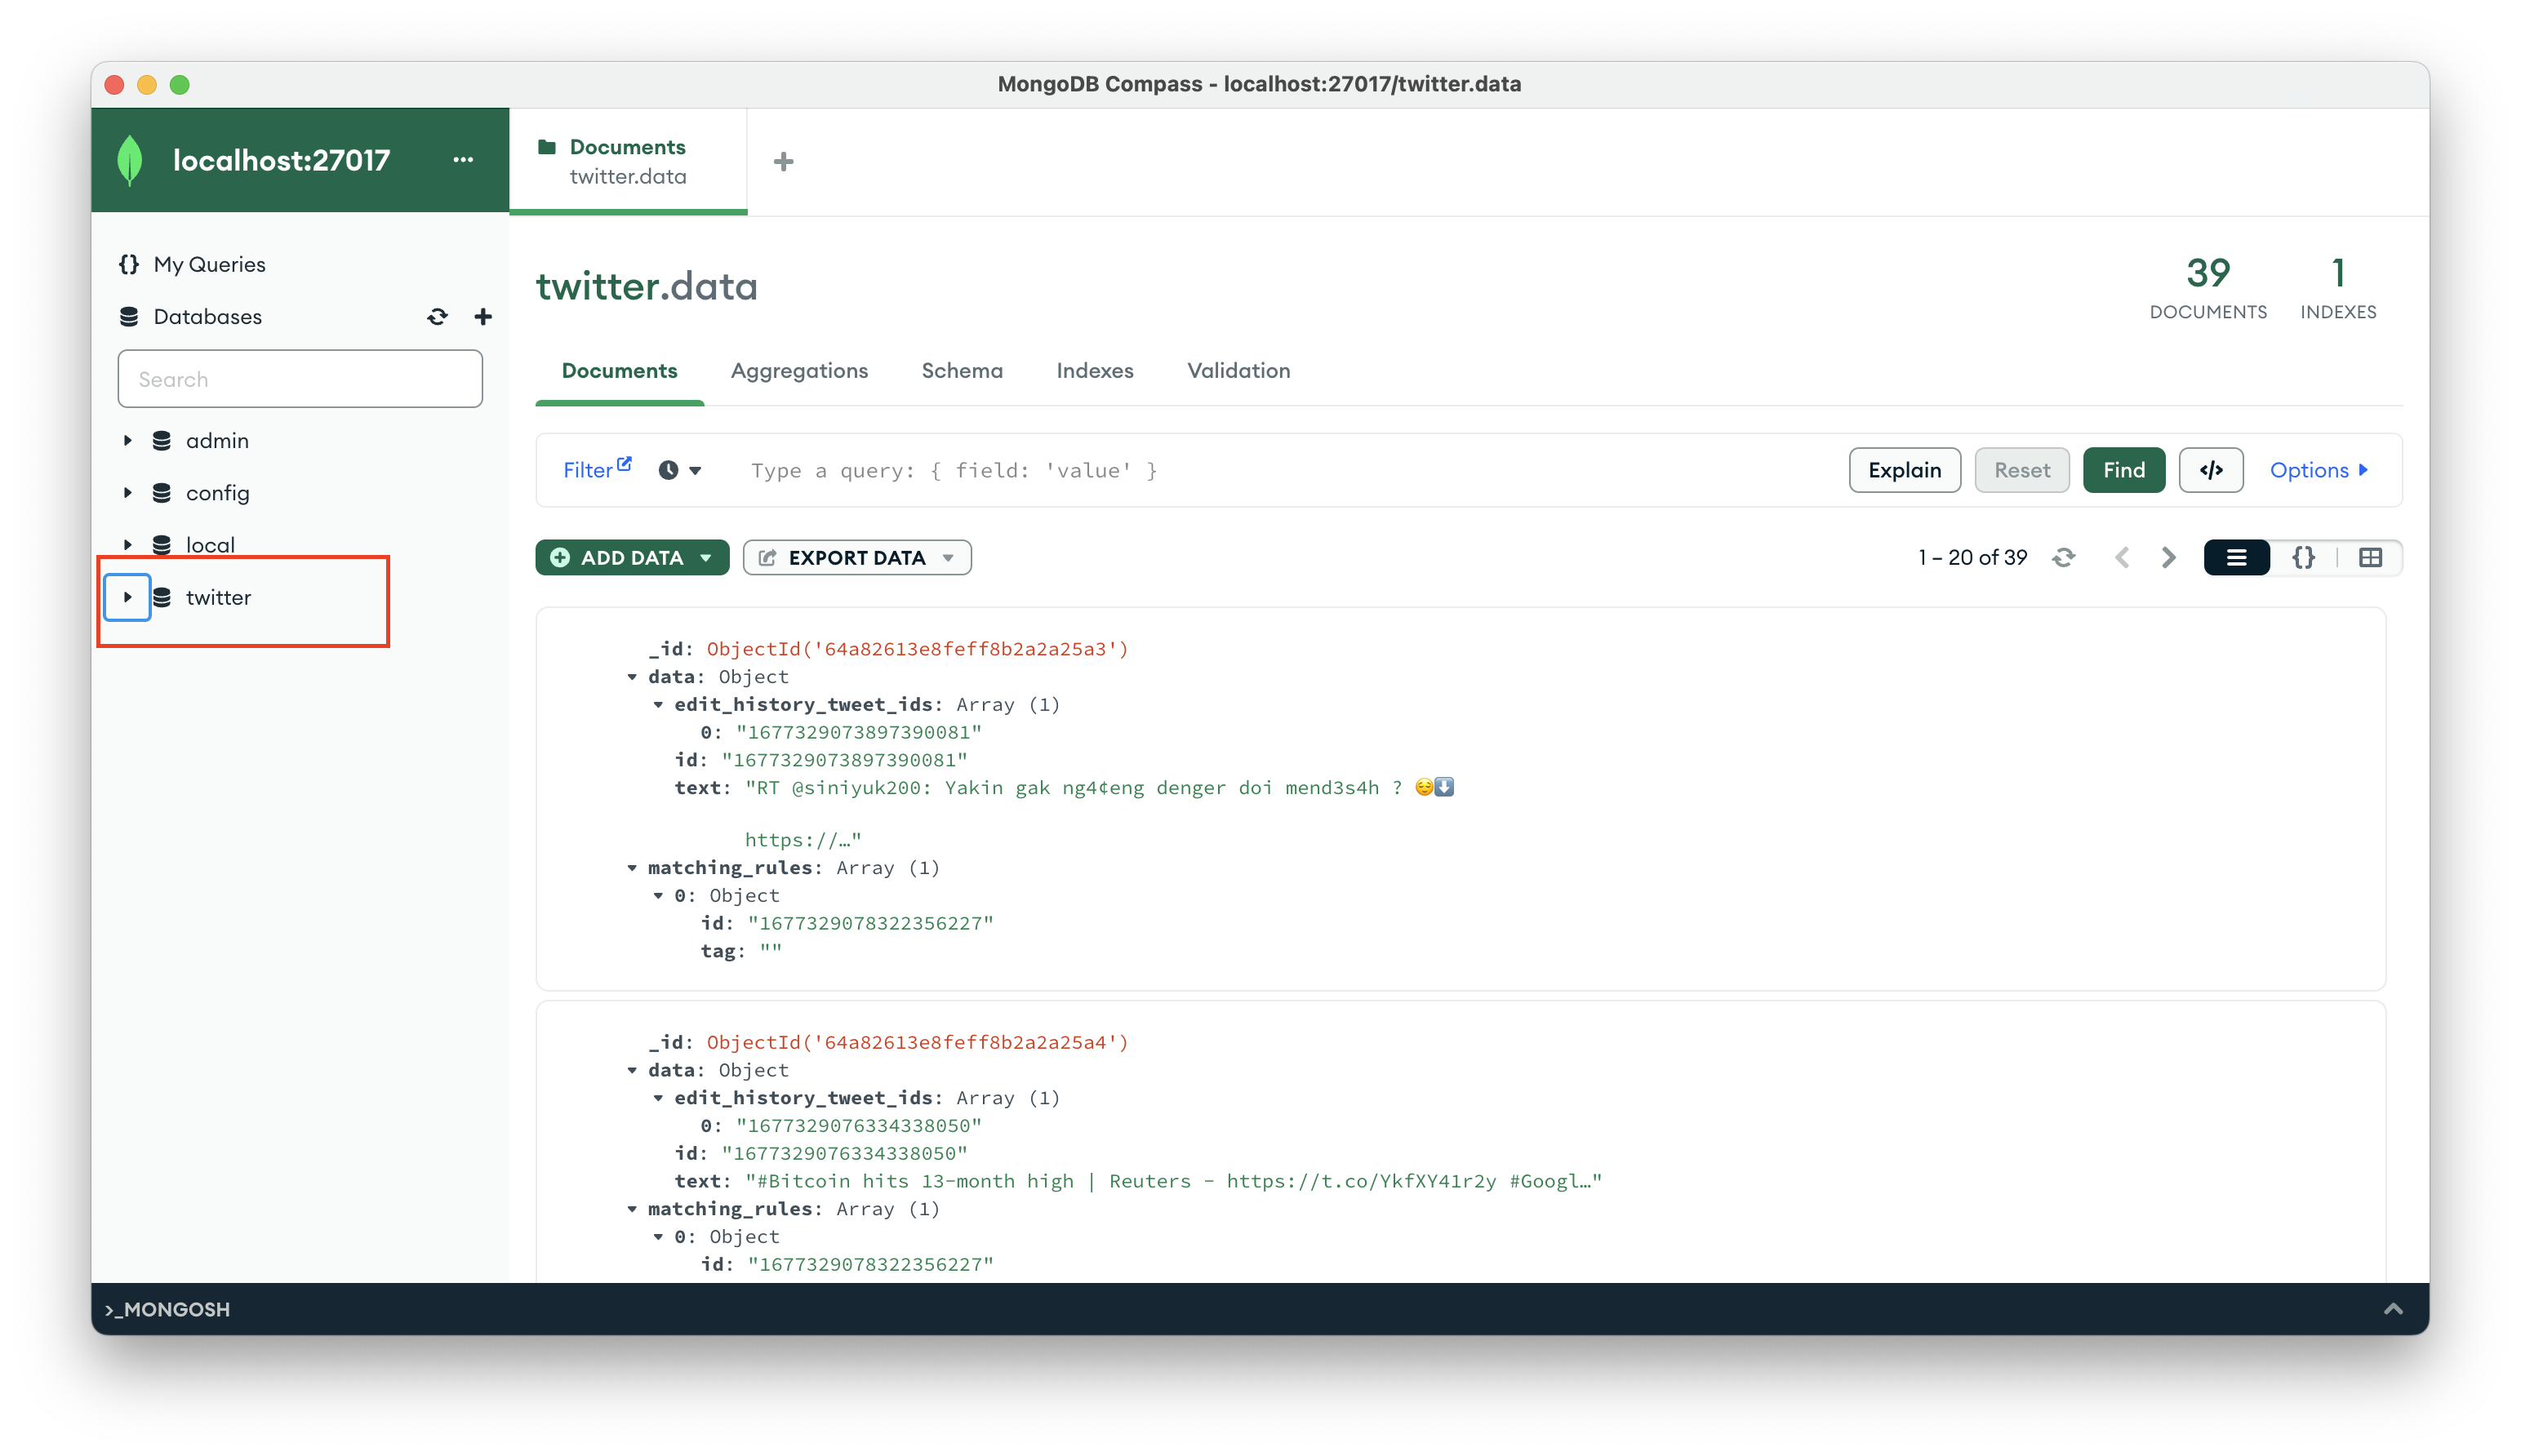 MongoDB Compass - localhost:27017/twitter.data
localhost:27017
Documents
twitter.data
My Queries
Databases
Search
admin
config
local
twitter
twitter.data
39
DOCUMENTS
1
INDEXES
Documents Aggregations Schema Indexes Validation
Filter Type a query: { field: 'value' } Explain Reset Find </> Options
ADD DATA EXPORT DATA 1 – 20 of 39 {}
_id: ObjectId('64a82613e8feff8b2a2a25a3')
data: Object
edit_history_tweet_ids: Array (1)
0: "1677329073897390081"
id: "1677329073897390081"
text: "RT @siniyuk200: Yakin gak ng4¢eng denger doi mend3s4h ? 😌⬇️
https://…"
matching_rules: Array (1)
0: Object
id: "1677329078322356227"
tag: ""
_id: ObjectId('64a82613e8feff8b2a2a25a4')
data: Object
edit_history_tweet_ids: Array (1)
0: "1677329076334338050"
id: "1677329076334338050"
text: "#Bitcoin hits 13-month high | Reuters - https://t.co/YkfXY41r2y #Googl…"
matching_rules: Array (1)
0: Object
id: "1677329078322356227"
>_MONGOSH